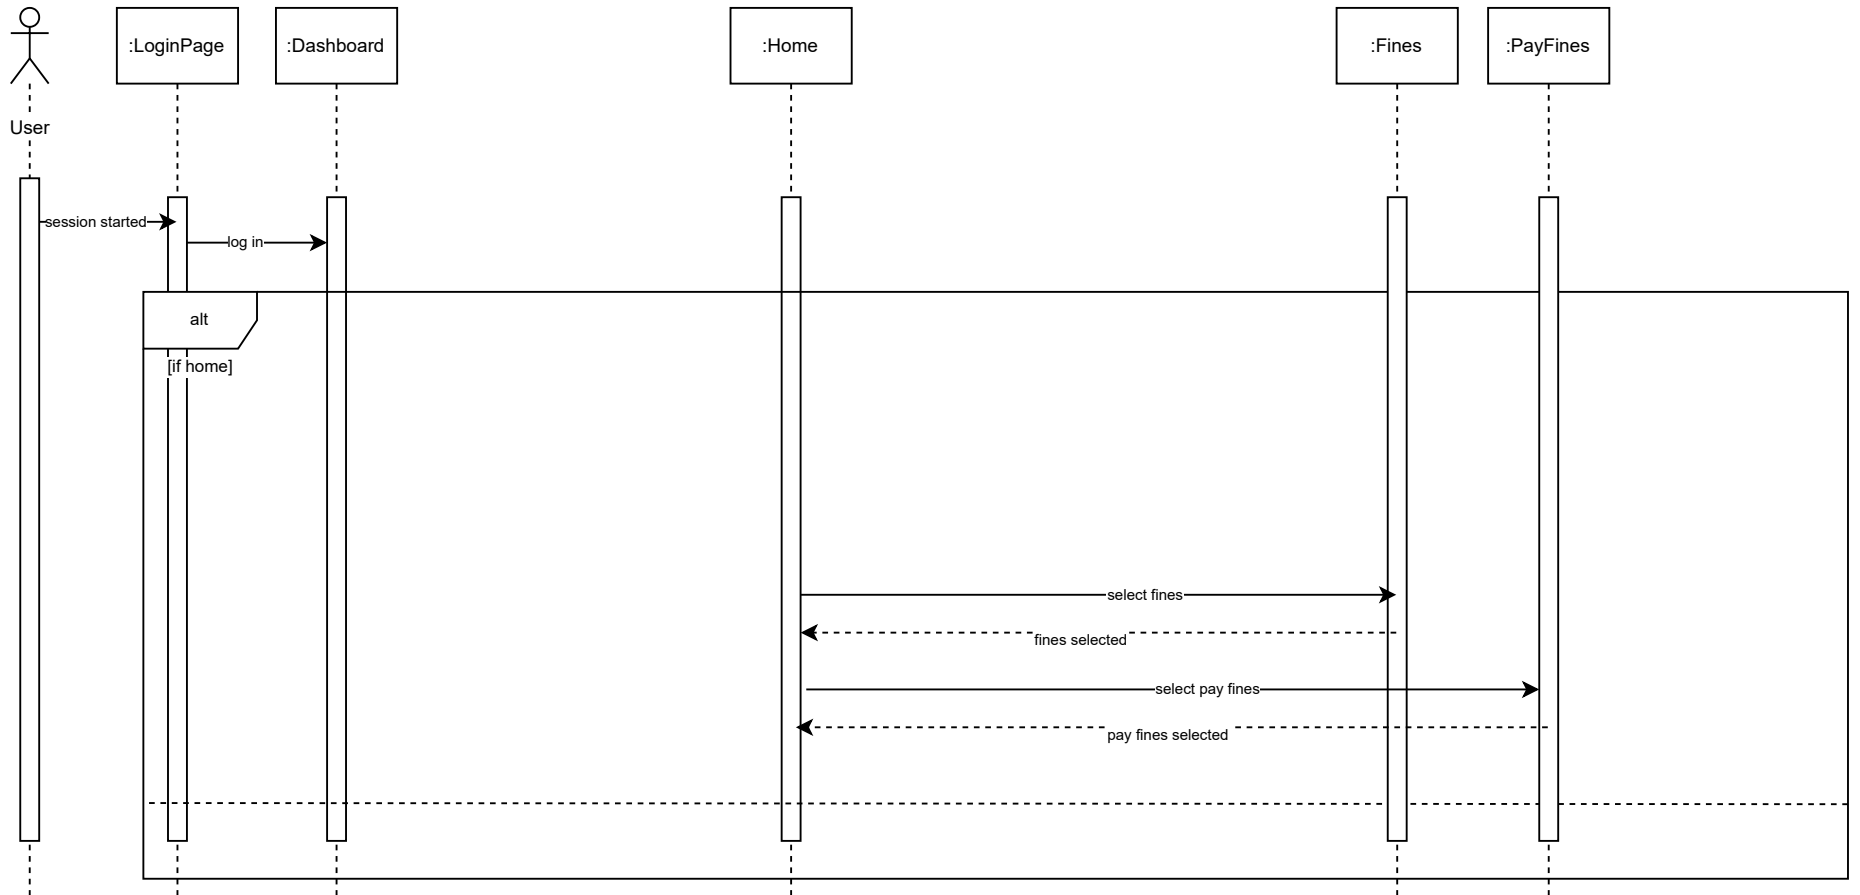 :LoginPage
:Dashboard
:Home
:Fines
:PayFines
User
session started
log in
alt
[if home]
select fines
fines selected
select pay fines
pay fines selected